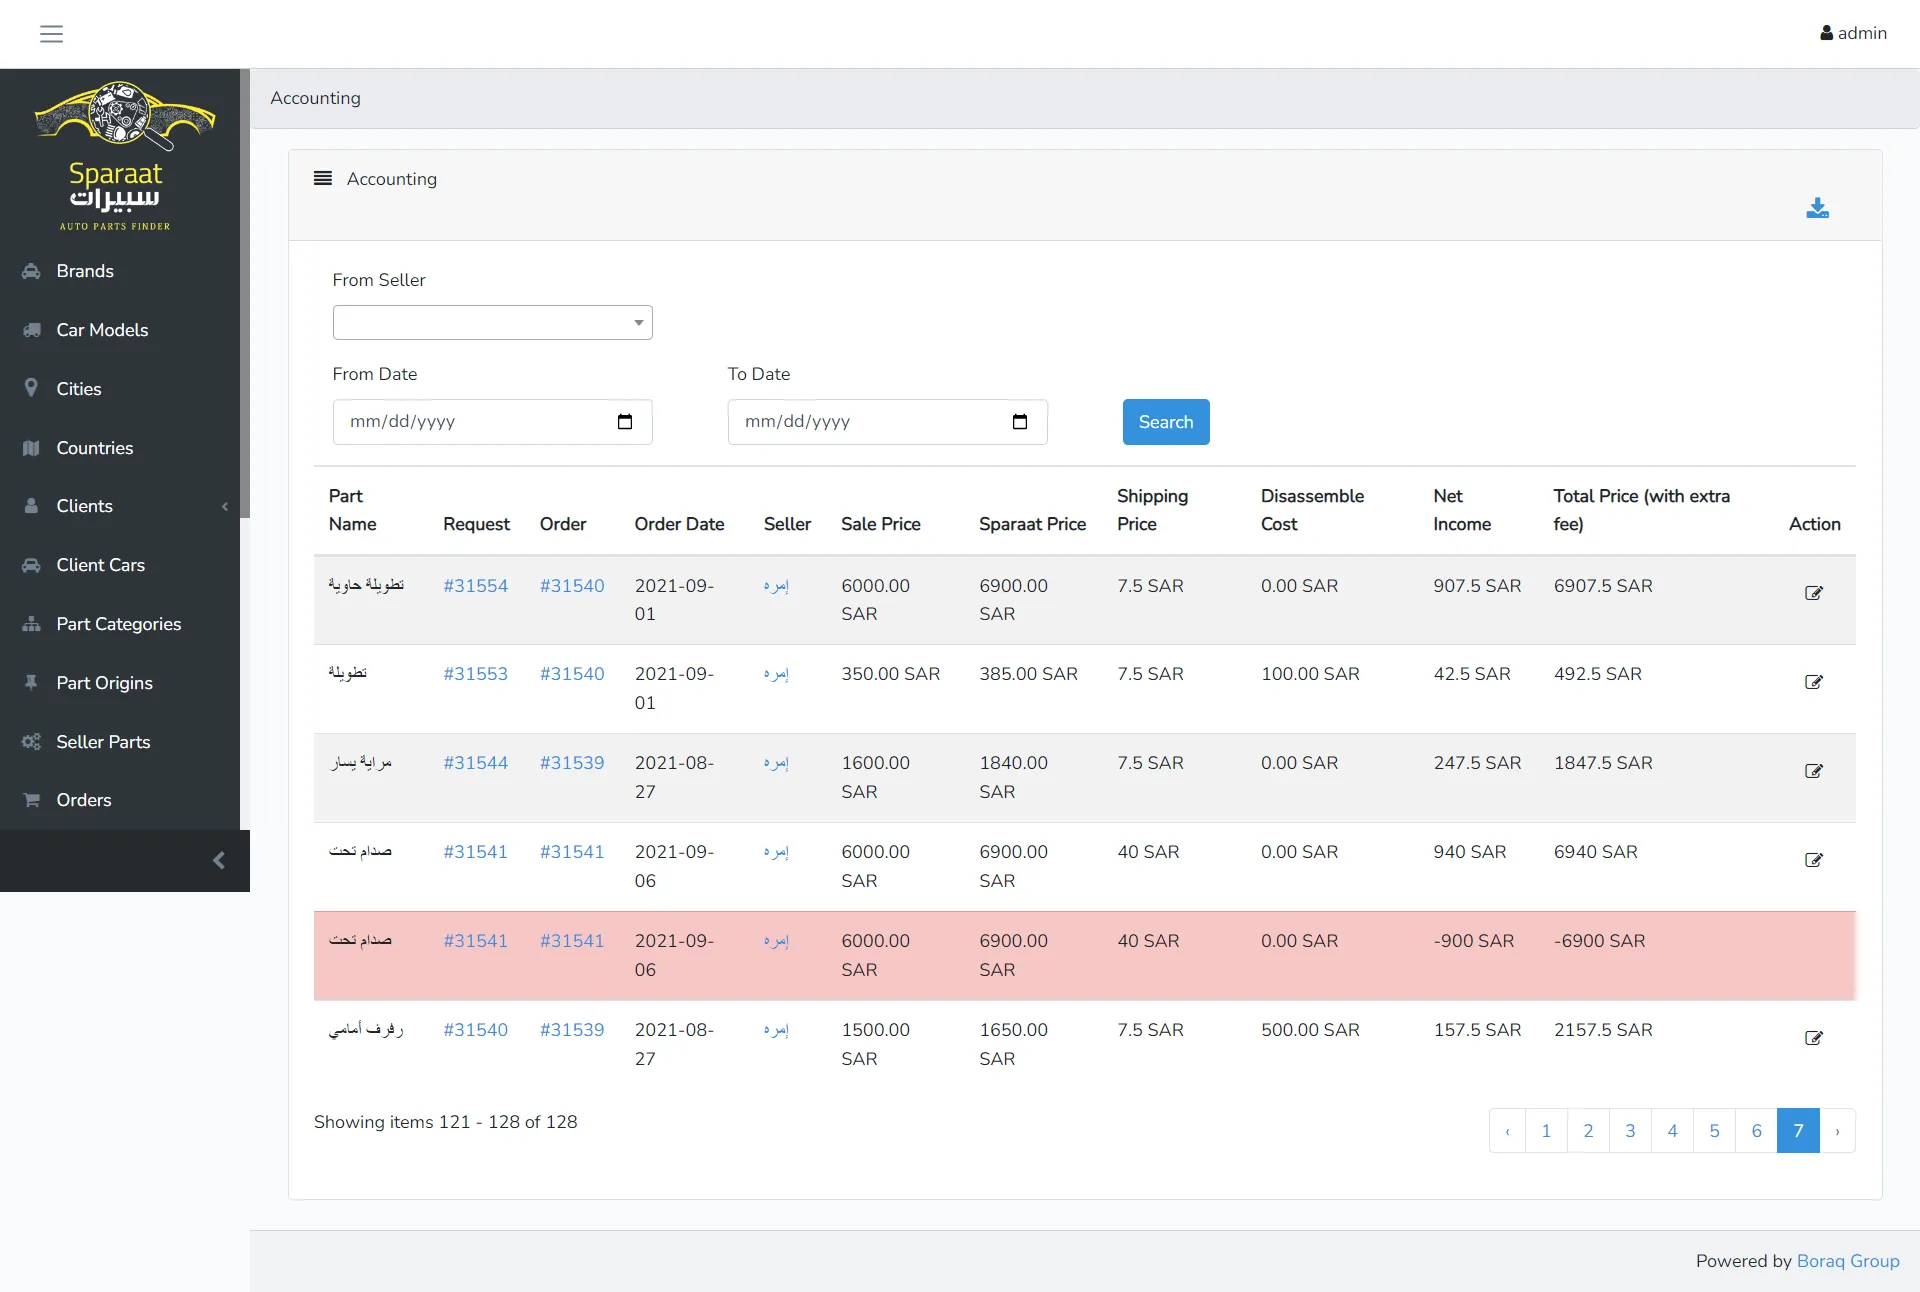 admin
Sparaat
سبيرات
AUTO PARTS FINDER
Brands
Car Models
Cities
Countries
Clients
Client Cars
Part Categories
Part Origins
Seller Parts
Orders
Accounting
Accounting
From Seller
From Date
To Date
mm/dd/yyyy
mm/dd/yyyy
Search
Part Name Request Order Order Date Seller Sale Price Sparaat Price Shipping Price Disassemble Cost Net Income Total Price (with extra fee) Action
تطويلة حاوية #31554 #31540 2021-09-01 إمره 6000.00 SAR 6900.00 SAR 7.5 SAR 0.00 SAR 907.5 SAR 6907.5 SAR
تطويلة #31553 #31540 2021-09-01 إمره 350.00 SAR 385.00 SAR 7.5 SAR 100.00 SAR 42.5 SAR 492.5 SAR
مراية يسار #31544 #31539 2021-08-27 إمره 1600.00 SAR 1840.00 SAR 7.5 SAR 0.00 SAR 247.5 SAR 1847.5 SAR
صدام تحت #31541 #31541 2021-09-06 إمره 6000.00 SAR 6900.00 SAR 40 SAR 0.00 SAR 940 SAR 6940 SAR
صدام تحت #31541 #31541 2021-09-06 إمره 6000.00 SAR 6900.00 SAR 40 SAR 0.00 SAR -900 SAR -6900 SAR
رفرف أمامي #31540 #31539 2021-08-27 إمره 1500.00 SAR 1650.00 SAR 7.5 SAR 500.00 SAR 157.5 SAR 2157.5 SAR
Showing items 121 - 128 of 128
‹ 1 2 3 4 5 6 7 ›
Powered by Boraq Group